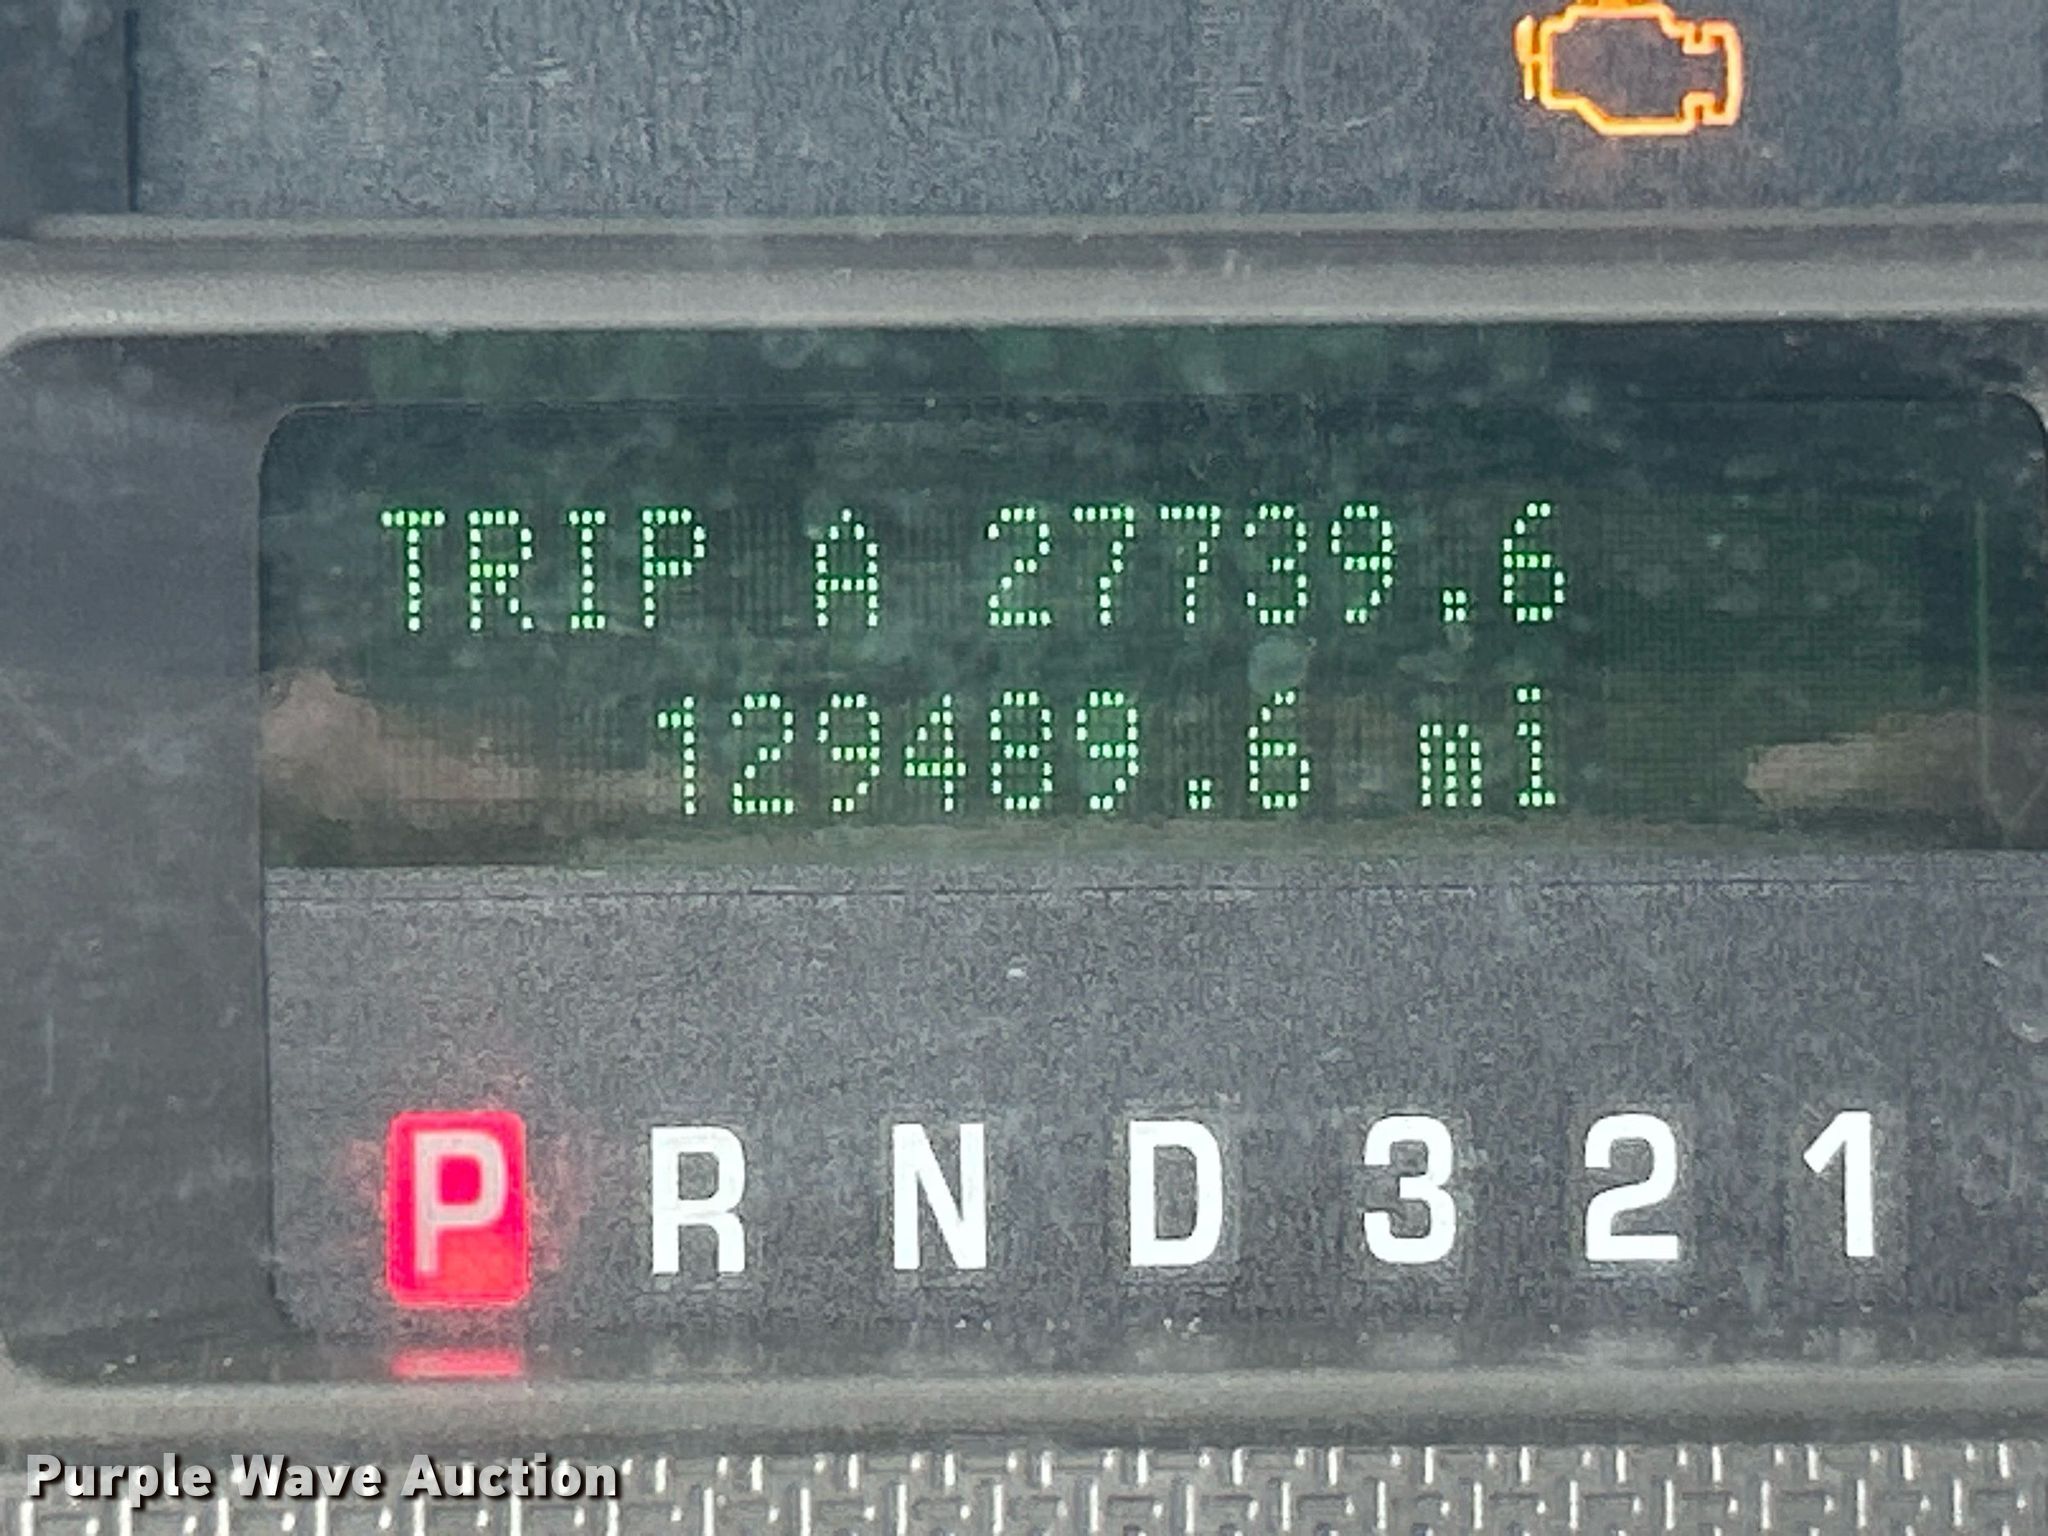 TRIP A 27739.6
129489.6 mi
P R N D 3 2 1
Purple Wave Auction